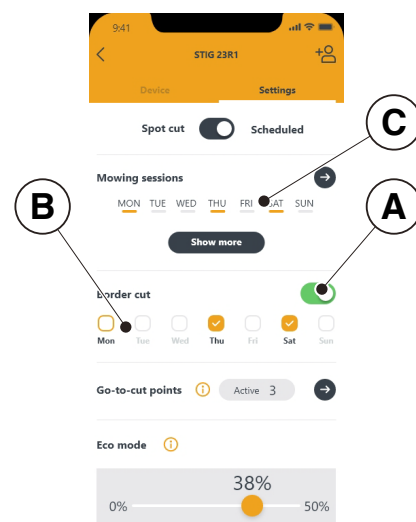 9:41
STIG 23R1
Device Settings
Spot cut Scheduled
C
Mowing sessions
B
A
MON TUE WED THU FRI SAT SUN
Show more
Border cut
Mon Tue Wed Thu Fri Sat Sun
Go-to-cut points Active 3
Eco mode
38%
0% 50%